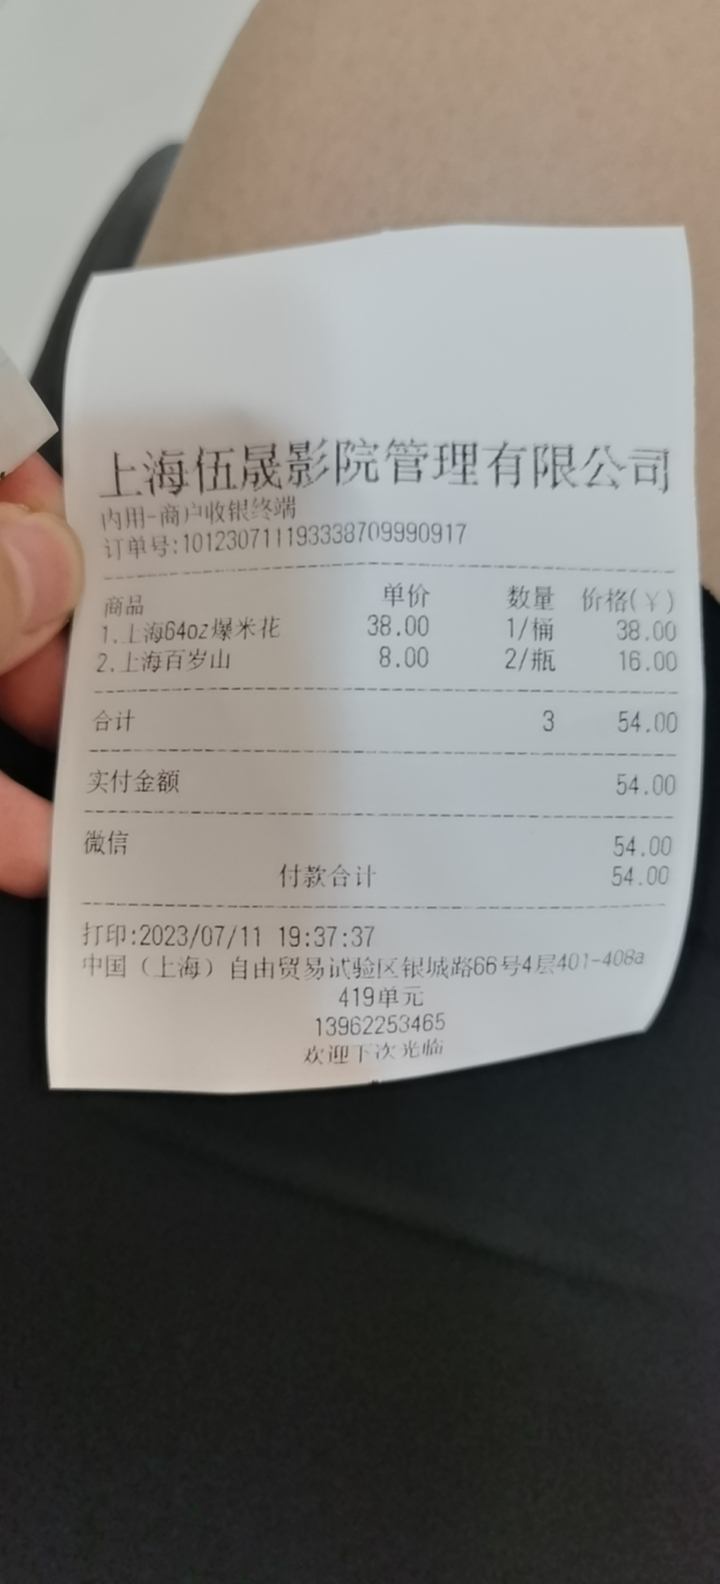 上海伍晟影院管理有限公司
内用-商户收银终端
订单号:1012307111933387099909​17
商品 单价 数量 价格(￥)
1.上海64oz爆米花 38.00 1/桶 38.00
2.上海百岁山 8.00 2/瓶 16.00
合计 3 54.00
实付金额 54.00
微信 54.00
付款合计 54.00
打印:2023/07/11 19:37:37
中国（上海）自由贸易试验区银城路66号4层401-408a
419单元
13962253465
欢迎下次光临